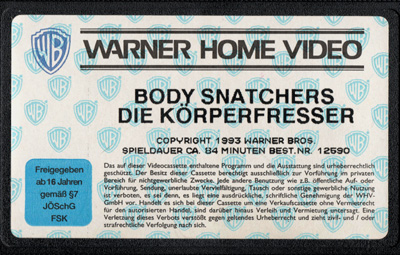 WARNER HOME VIDEO
BODY SNATCHERS
DIE KÖRPERFRESSER
COPYRIGHT 1993 WARNER BROS.
SPIELDAUER CA. 84 MINUTEN BEST.NR. 12590
Freigegeben
ab 16 Jahren
gemäß §7
JÖSchG
FSK
Das auf dieser Videocassette enthaltene Programm und die Ausstattung sind urheberrechtlich
geschützt. Der Besitz dieser Cassette berechtigt ausschließlich zur Vorführung im privaten
Bereich für nichtgewerbliche Zwecke. Jede andere Benutzung wie z.B. öffentliche Auf- oder
Vorführung, Sendung, unerlaubte Vervielfältigung, Tausch oder sonstige gewerbliche Nutzung
ist verboten, es sei denn, es liegt eine ausdrückliche, schriftliche Genehmigung der WHV-
GmbH vor. Handelt es sich bei dieser Cassette um eine Verkaufscassette ohne Vermietrecht
für den autorisierten Handel, sind darüber hinaus Verleih und Vermietung untersagt. Eine
Verletzung dieses Verbots verstößt gegen geltendes Urheberrecht und zieht zivil- und / oder
strafrechtliche Verfolgung nach sich.